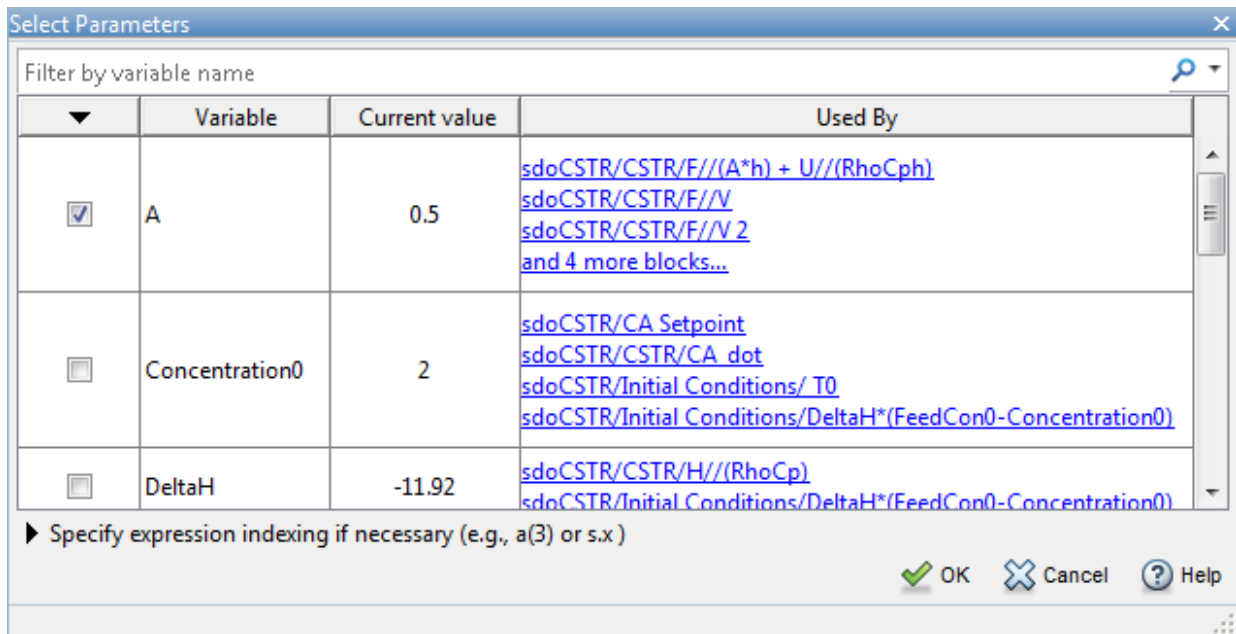 Select Parameters
Filter by variable name
Variable Current value Used By
A 0.5
sdoCSTR/CSTR/F//(A*h) + U//(RhoCph)
sdoCSTR/CSTR/F//V
sdoCSTR/CSTR/F//V 2
and 4 more blocks...
Concentration0 2
sdoCSTR/CA Setpoint
sdoCSTR/CSTR/CA_dot
sdoCSTR/Initial Conditions/ T0
sdoCSTR/Initial Conditions/DeltaH*(FeedCon0-Concentration0)
DeltaH -11.92
sdoCSTR/CSTR/H//(RhoCp)
sdoCSTR/Initial Conditions/DeltaH*(FeedCon0-Concentration0)
Specify expression indexing if necessary (e.g., a(3) or s.x )
OK Cancel Help